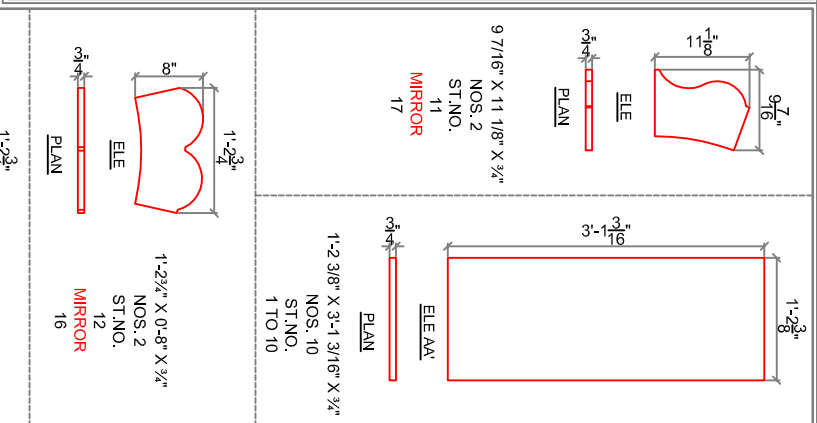 11 1/8"
9 7/16"
3/4"
ELE
PLAN
9 7/16" X 11 1/8" X ¾"
NOS. 2
ST.NO.
11
MIRROR
17
3'-1 3/16"
1'-2 3/8"
3/4"
ELE AA'
PLAN
1'-2 3/8" X 3'-1 3/16" X ¾"
NOS. 10
ST.NO.
1 TO 10
8"
1'-2 3/4"
3/4"
ELE
PLAN
1'-2¾" X 0'-8" X ¾"
NOS. 2
ST.NO.
12
MIRROR
16
1'-2 3/4"